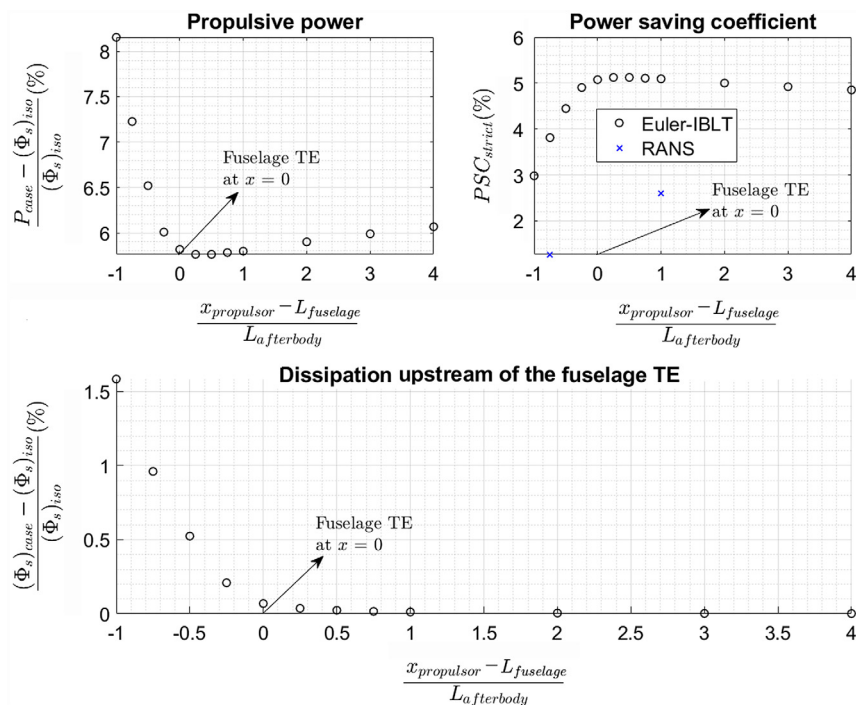 Propulsive power
8
7.5
7
6.5
6
-1 0 1 2 3 4
P_case − (Φ_s)_iso (%)
(Φ_s)_iso
Fuselage TE
at x = 0
x_propulsor − L_fuselage
L_afterbody
Power saving coefficient
6
5
4
3
2
-1 0 1 2 3 4
PSC_strict(%)
Euler-IBLT
RANS
Fuselage TE
at x = 0
x_propulsor − L_fuselage
L_afterbody
Dissipation upstream of the fuselage TE
1.5
1
0.5
0
-1 -0.5 0 0.5 1 1.5 2 2.5 3 3.5 4
(Φ_s)_case − (Φ_s)_iso (%)
(Φ_s)_iso
Fuselage TE
at x = 0
x_propulsor − L_fuselage
L_afterbody